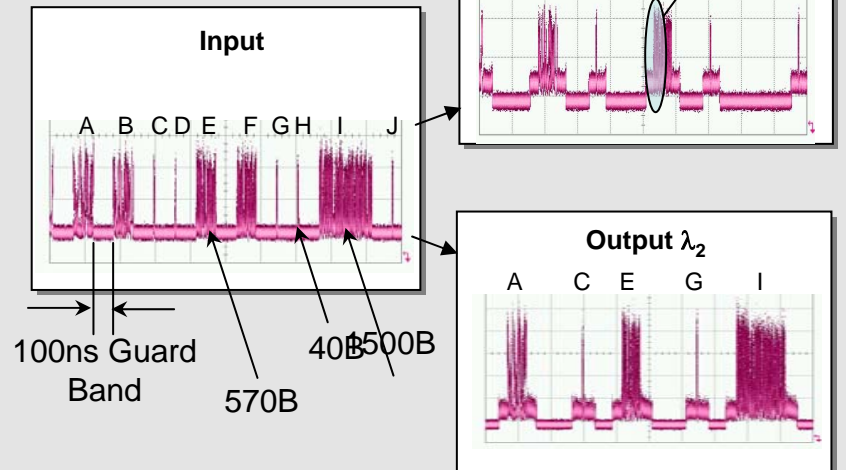 Input
A B C D E F G H I J
100ns Guard
Band
570B
40B
1500B
Output λ2
A C E G I